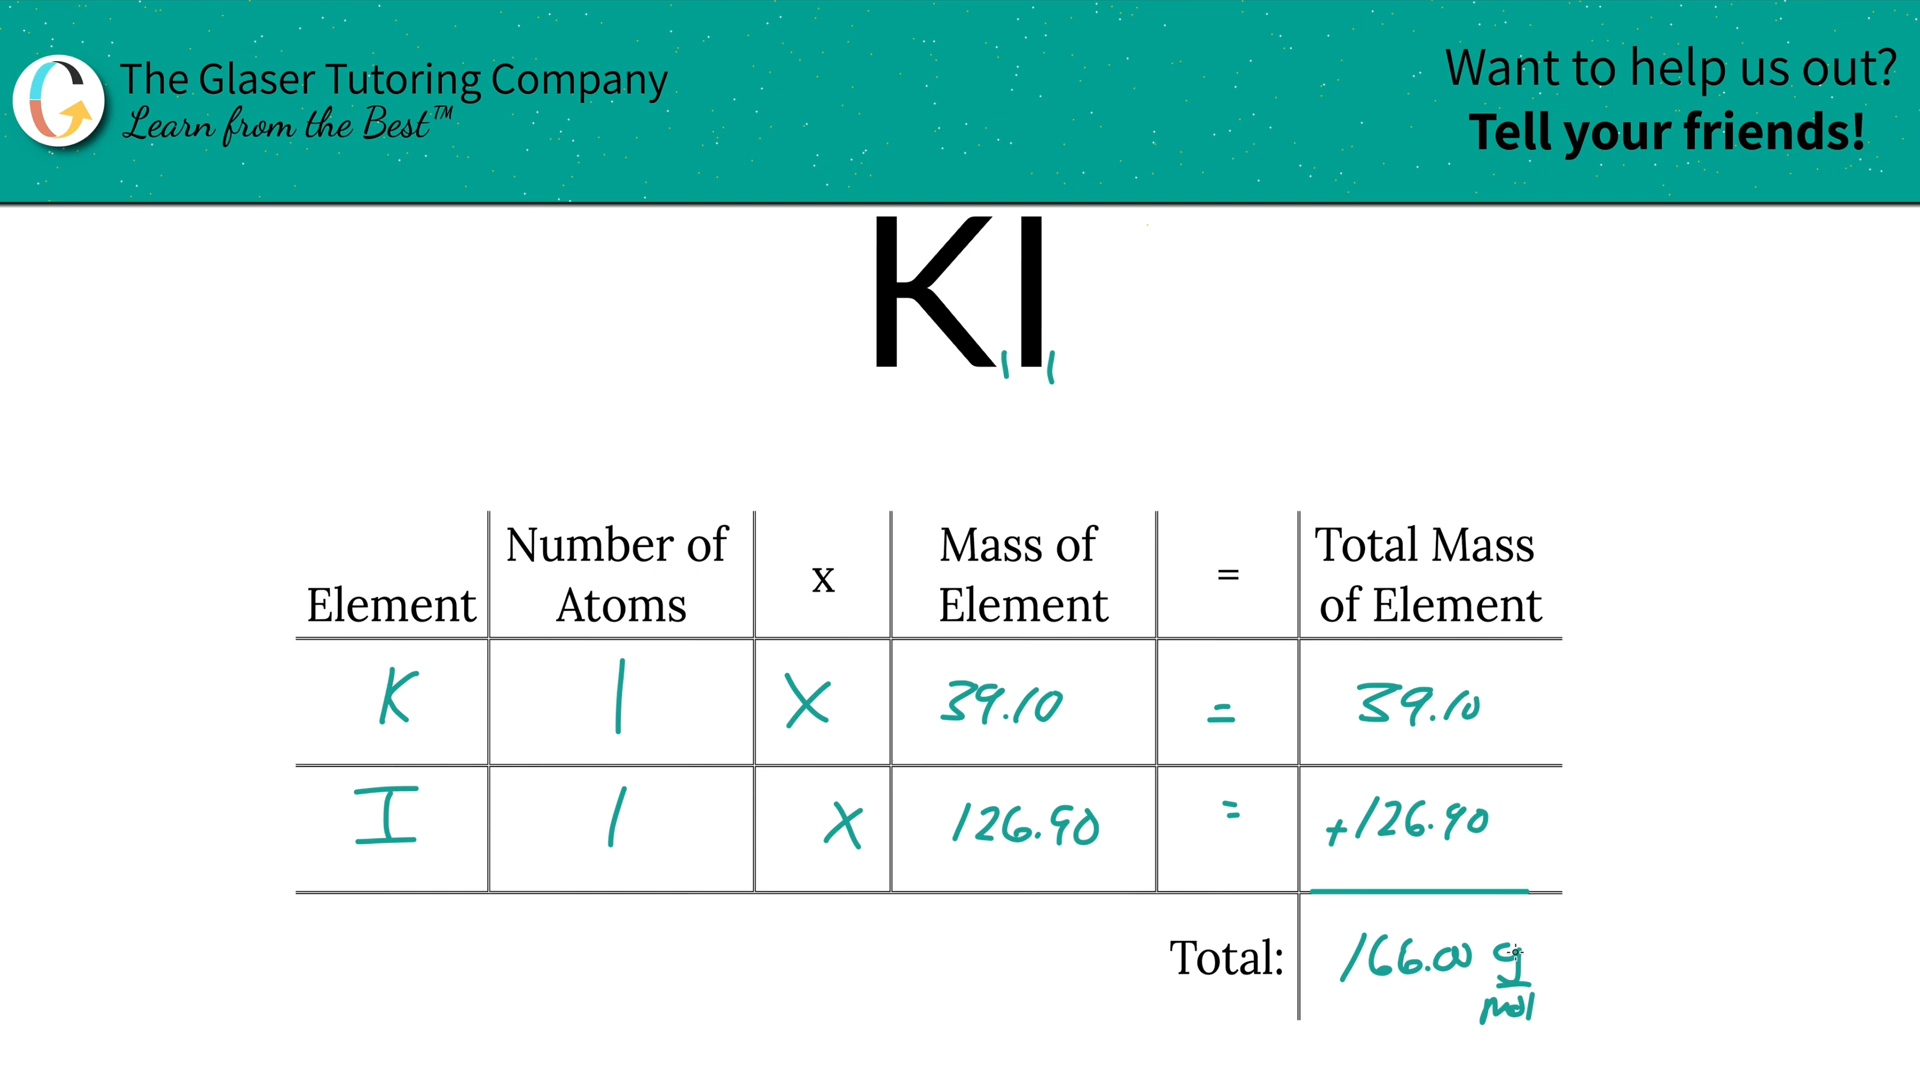 The Glaser Tutoring Company
Learn from the Best™
Want to help us out?
Tell your friends!
KI
1 1
Element | Number of Atoms | x | Mass of Element | = | Total Mass of Element
K | 1 | X | 39.10 | = | 39.10
I | 1 | X | 126.90 | = | +126.90
Total: 166.00 g
mol